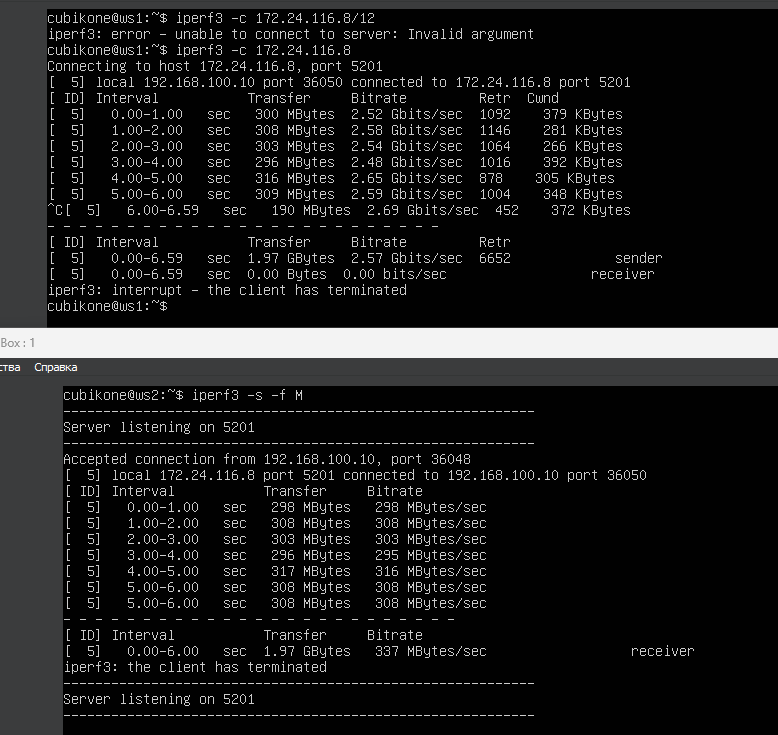 cubikone@ws1:~$ iperf3 -c 172.24.116.8/12
iperf3: error - unable to connect to server: Invalid argument
cubikone@ws1:~$ iperf3 -c 172.24.116.8
Connecting to host 172.24.116.8, port 5201
[  5] local 192.168.100.10 port 36050 connected to 172.24.116.8 port 5201
[ ID] Interval           Transfer     Bitrate         Retr  Cwnd
[  5]   0.00-1.00   sec   300 MBytes  2.52 Gbits/sec  1092    379 KBytes
[  5]   1.00-2.00   sec   308 MBytes  2.58 Gbits/sec  1146    281 KBytes
[  5]   2.00-3.00   sec   303 MBytes  2.54 Gbits/sec  1064    266 KBytes
[  5]   3.00-4.00   sec   296 MBytes  2.48 Gbits/sec  1016    392 KBytes
[  5]   4.00-5.00   sec   316 MBytes  2.65 Gbits/sec  878    305 KBytes
[  5]   5.00-6.00   sec   309 MBytes  2.59 Gbits/sec  1004    348 KBytes
^C[  5]   6.00-6.59   sec   190 MBytes  2.69 Gbits/sec  452    372 KBytes
- - - - - - - - - - - - - - - - - - - - - - - - -
[ ID] Interval           Transfer     Bitrate         Retr
[  5]   0.00-6.59   sec  1.97 GBytes  2.57 Gbits/sec  6652             sender
[  5]   0.00-6.59   sec  0.00 Bytes  0.00 bits/sec                  receiver
iperf3: interrupt - the client has terminated
cubikone@ws1:~$
Box : 1
ства Справка
cubikone@ws2:~$ iperf3 -s -f M
-----------------------------------------------------------
Server listening on 5201
-----------------------------------------------------------
Accepted connection from 192.168.100.10, port 36048
[  5] local 172.24.116.8 port 5201 connected to 192.168.100.10 port 36050
[ ID] Interval           Transfer     Bitrate
[  5]   0.00-1.00   sec   298 MBytes   298 MBytes/sec
[  5]   1.00-2.00   sec   308 MBytes   308 MBytes/sec
[  5]   2.00-3.00   sec   303 MBytes   303 MBytes/sec
[  5]   3.00-4.00   sec   296 MBytes   295 MBytes/sec
[  5]   4.00-5.00   sec   317 MBytes   316 MBytes/sec
[  5]   5.00-6.00   sec   308 MBytes   308 MBytes/sec
[  5]   5.00-6.00   sec   308 MBytes   308 MBytes/sec
- - - - - - - - - - - - - - - - - - - - - - - - -
[ ID] Interval           Transfer     Bitrate
[  5]   0.00-6.00   sec  1.97 GBytes   337 MBytes/sec                  receiver
iperf3: the client has terminated
-----------------------------------------------------------
Server listening on 5201
-----------------------------------------------------------